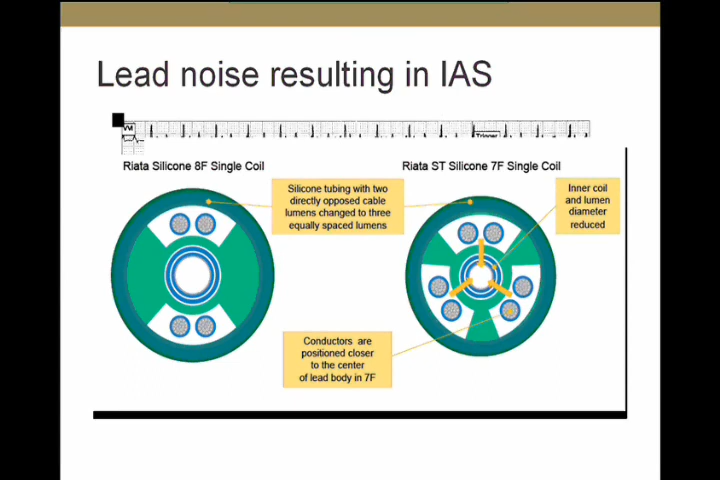 Lead noise resulting in IAS
VM
Trigger
Riata Silicone 8F Single Coil
Riata ST Silicone 7F Single Coil
Silicone tubing with two
directly opposed cable
lumens changed to three
equally spaced lumens
Inner coil
and lumen
diameter
reduced
Conductors are
positioned closer
to the center
of lead body in 7F